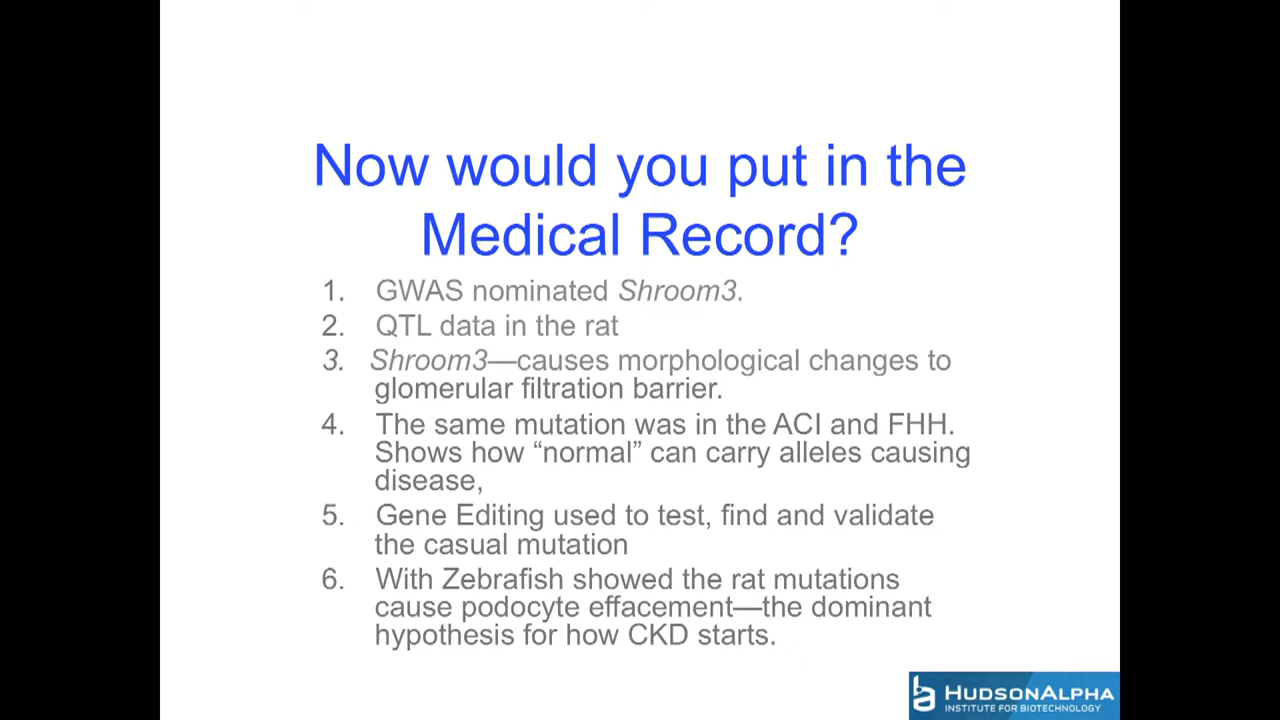 Now would you put in the
Medical Record?
1. GWAS nominated Shroom3.
2. QTL data in the rat
3. Shroom3—causes morphological changes to
glomerular filtration barrier.
4. The same mutation was in the ACI and FHH.
Shows how “normal” can carry alleles causing
disease,
5. Gene Editing used to test, find and validate
the casual mutation
6. With Zebrafish showed the rat mutations
cause podocyte effacement—the dominant
hypothesis for how CKD starts.
HUDSONALPHA
INSTITUTE FOR BIOTECHNOLOGY